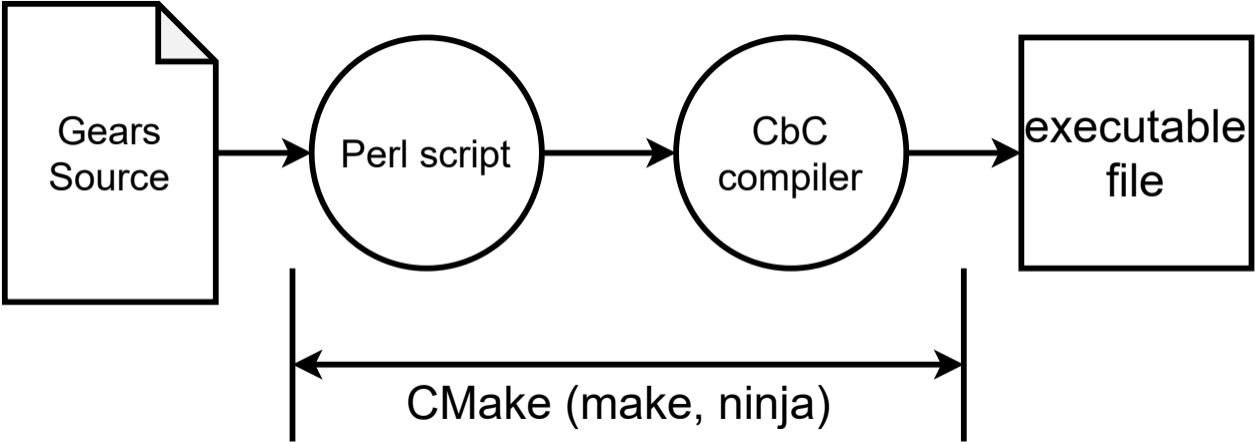 Gears
Source
Perl script
CbC
compiler
executable
file
CMake (make, ninja)